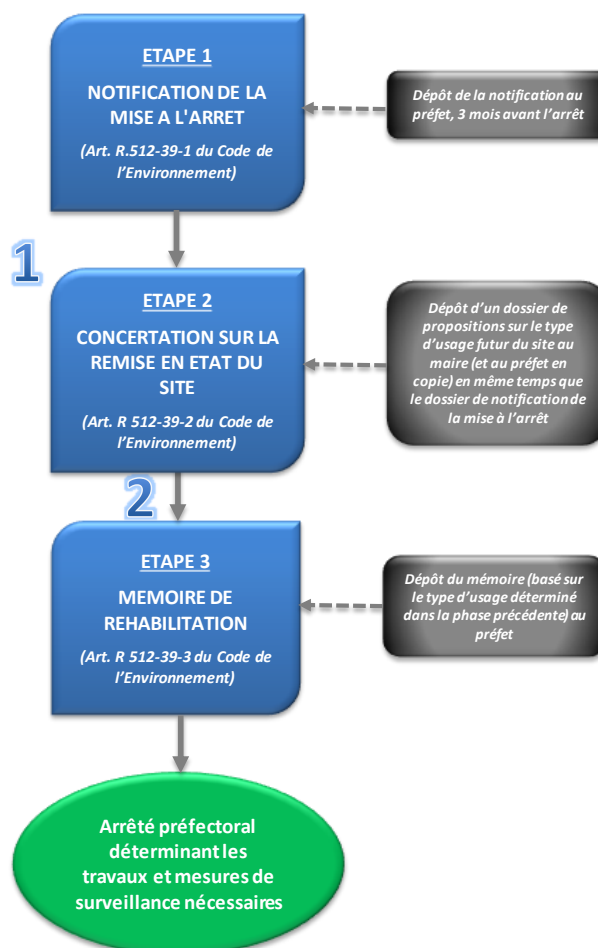 ETAPE 1
NOTIFICATION DE LA
MISE A L'ARRET
(Art. R.512-39-1 du Code de
l'Environnement)
Dépôt de la notification au
préfet, 3 mois avant l'arrêt
1
ETAPE 2
CONCERTATION SUR LA
REMISE EN ETAT DU
SITE
(Art. R 512-39-2 du Code de
l'Environnement)
Dépôt d'un dossier de
propositions sur le type
d'usage futur du site au
maire (et au préfet en
copie) en même temps que
le dossier de notification de
la mise à l'arrêt
2
ETAPE 3
MEMOIRE DE
REHABILITATION
(Art. R 512-39-3 du Code de
l'Environnement)
Dépôt du mémoire (basé sur
le type d'usage déterminé
dans la phase précédente) au
préfet
Arrêté préfectoral
déterminant les
travaux et mesures de
surveillance nécessaires